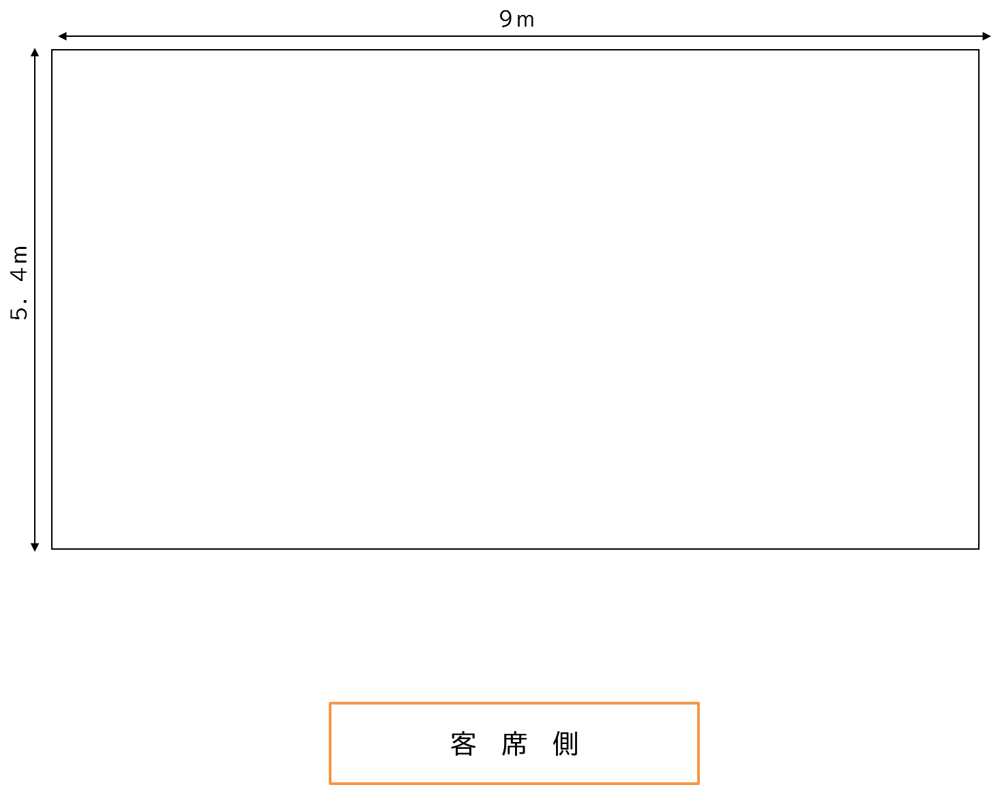 ９ｍ
５．４ｍ
客　席　側